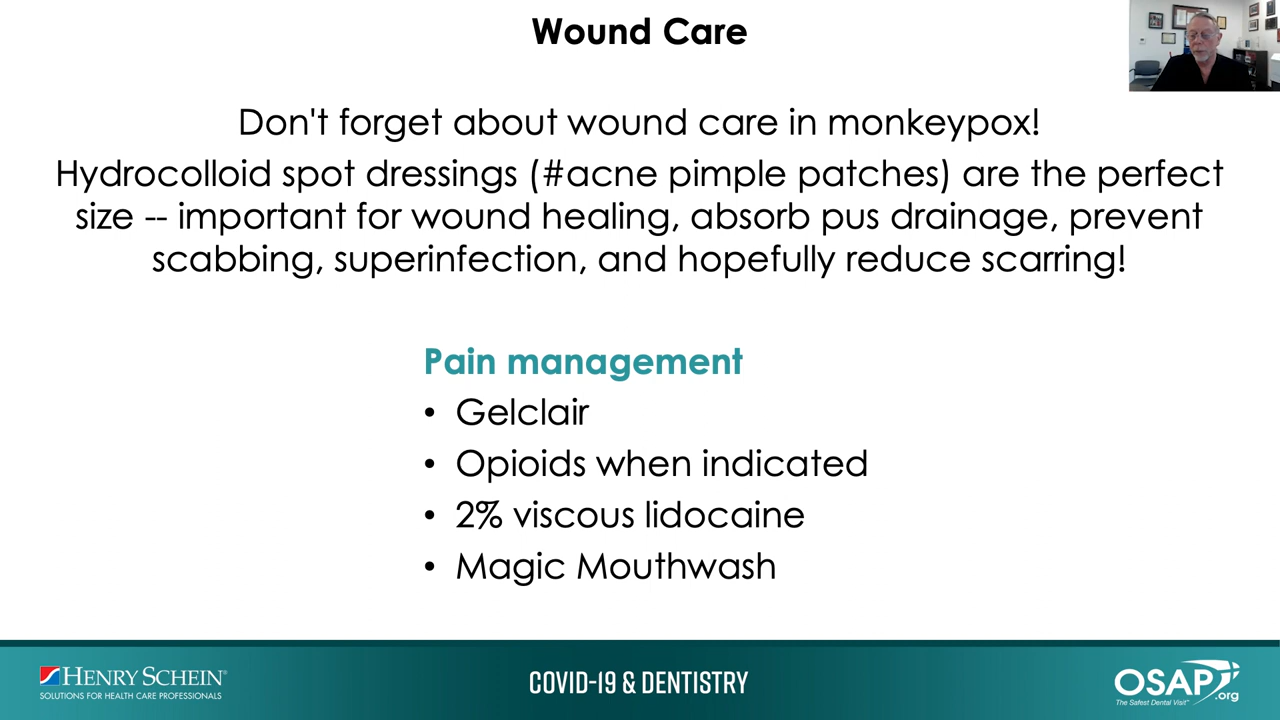 Wound Care
Don't forget about wound care in monkeypox!
Hydrocolloid spot dressings (#acne pimple patches) are the perfect
size -- important for wound healing, absorb pus drainage, prevent
scabbing, superinfection, and hopefully reduce scarring!
Pain management
• Gelclair
• Opioids when indicated
• 2% viscous lidocaine
• Magic Mouthwash
HENRY SCHEIN®
SOLUTIONS FOR HEALTH CARE PROFESSIONALS
COVID-19 & DENTISTRY
OSAP.org
The Safest Dental Visit™